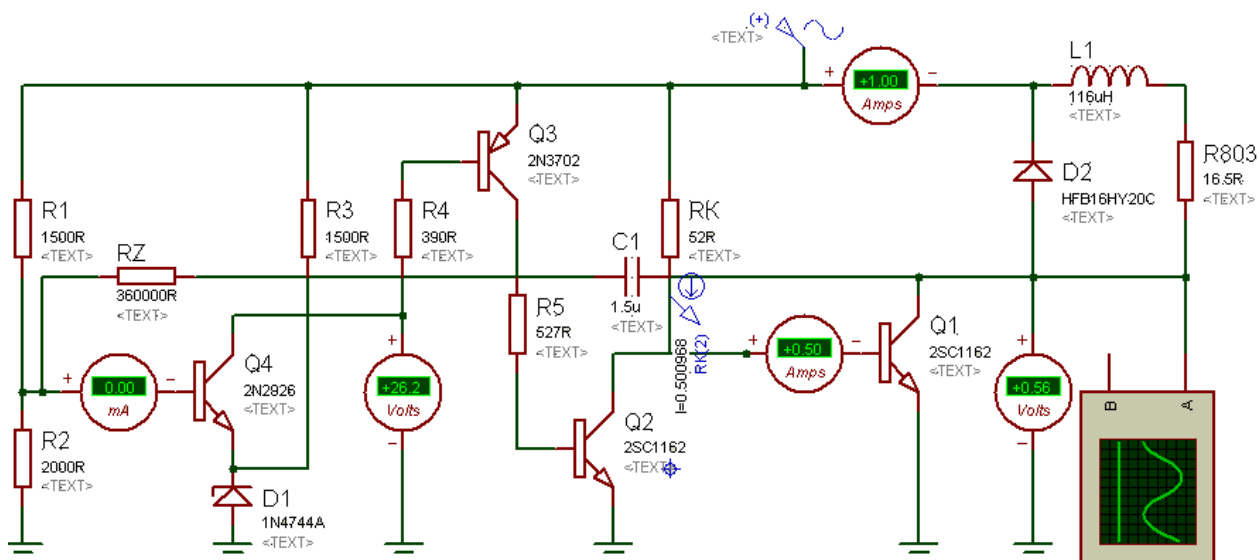 (+)
<TEXT>
+
+1.00
-
Amps
L1
116uH
<TEXT>
R1
1500R
<TEXT>
RZ
360000R
<TEXT>
R3
1500R
<TEXT>
R4
390R
<TEXT>
Q3
2N3702
<TEXT>
R5
527R
<TEXT>
C1
1.5u
<TEXT>
RK
52R
<TEXT>
RK(2)
I=0.500968
D2
HFB16HY20C
<TEXT>
R803
16.5R
<TEXT>
+
0.00
-
mA
Q4
2N2926
<TEXT>
+
+26.2
Volts
-
Q2
2SC1162
<TEXT>
+
+0.50
-
Amps
Q1
2SC1162
<TEXT>
+
+0.56
Volts
-
R2
2000R
<TEXT>
D1
1N4744A
<TEXT>
B
A